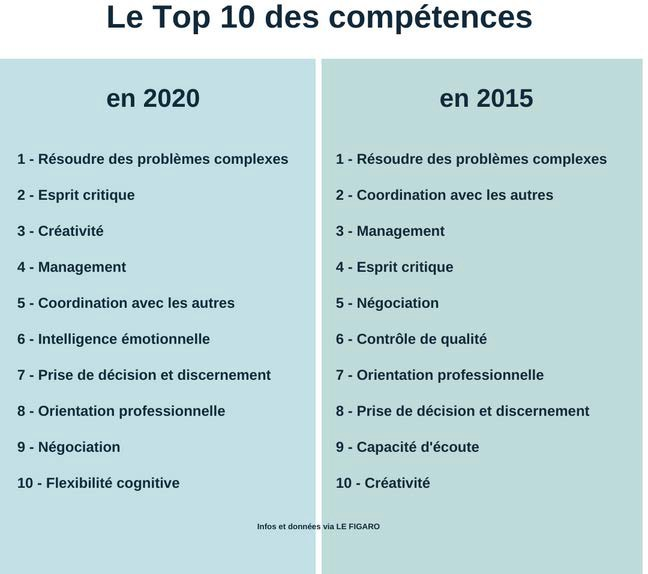 Le Top 10 des compétences
en 2020
1 - Résoudre des problèmes complexes
2 - Esprit critique
3 - Créativité
4 - Management
5 - Coordination avec les autres
6 - Intelligence émotionnelle
7 - Prise de décision et discernement
8 - Orientation professionnelle
9 - Négociation
10 - Flexibilité cognitive
en 2015
1 - Résoudre des problèmes complexes
2 - Coordination avec les autres
3 - Management
4 - Esprit critique
5 - Négociation
6 - Contrôle de qualité
7 - Orientation professionnelle
8 - Prise de décision et discernement
9 - Capacité d'écoute
10 - Créativité
Infos et données via LE FIGARO